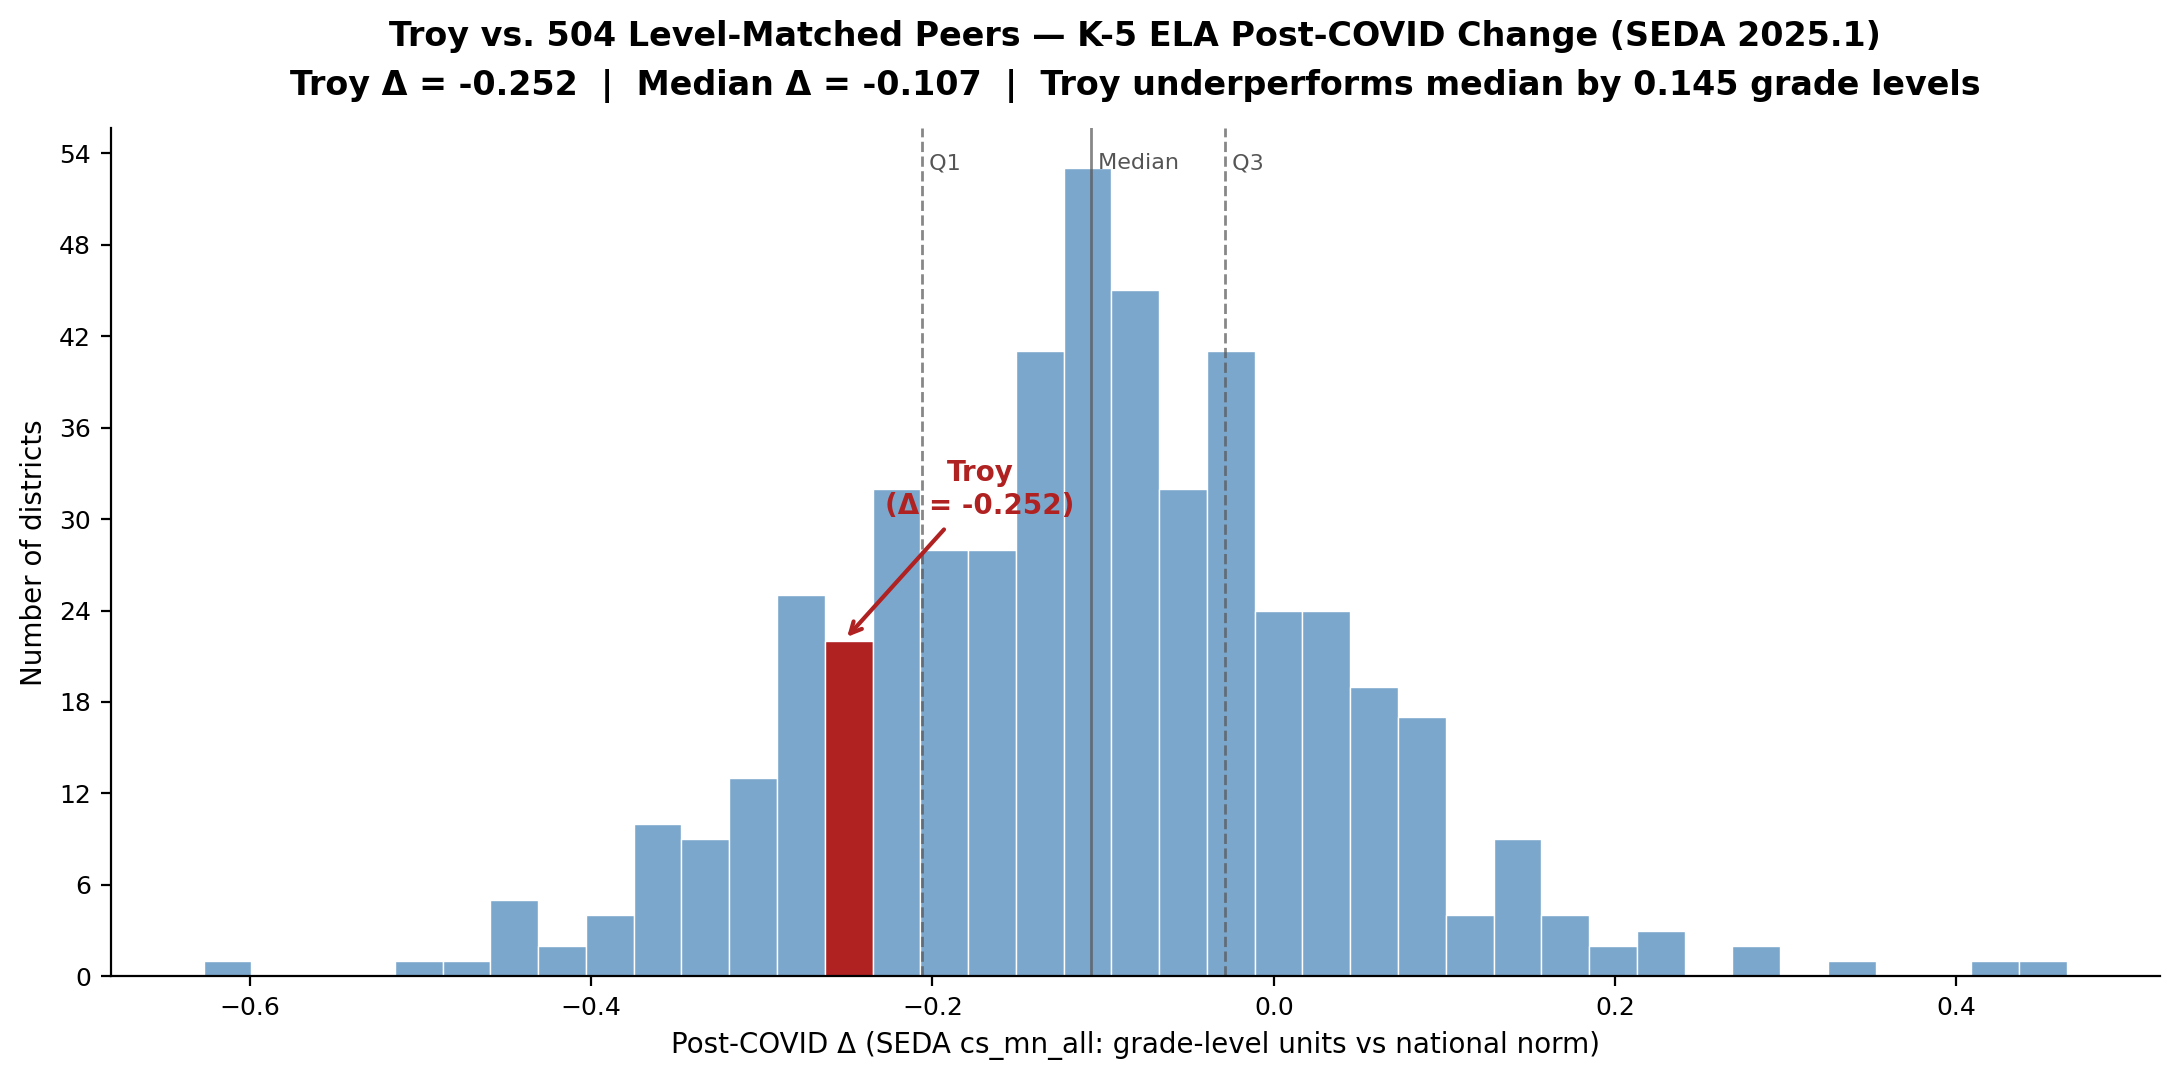 Troy vs. 504 Level-Matched Peers — K-5 ELA Post-COVID Change (SEDA 2025.1)
Troy Δ = -0.252 | Median Δ = -0.107 | Troy underperforms median by 0.145 grade levels
Q1
Median
Q3
Troy
(Δ = -0.252)
Number of districts
54
48
42
36
30
24
18
12
6
0
−0.6
−0.4
−0.2
0.0
0.2
0.4
Post-COVID Δ (SEDA cs_mn_all: grade-level units vs national norm)